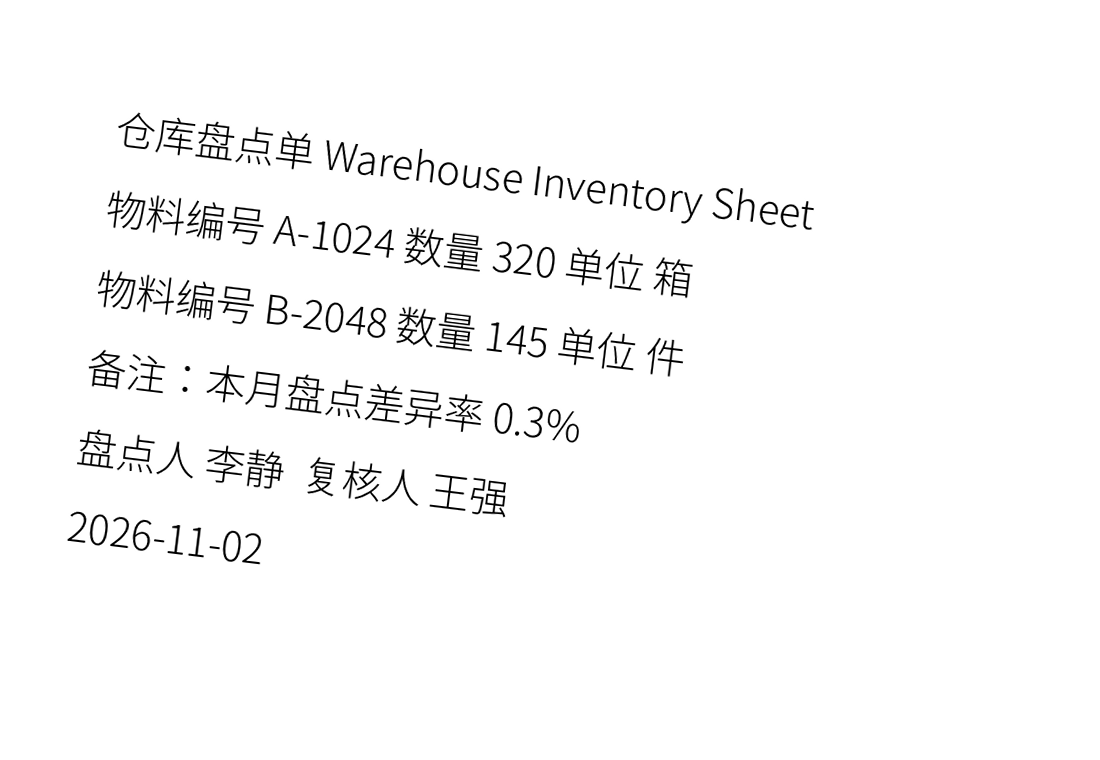 仓库盘点单 Warehouse Inventory Sheet
物料编号 A-1024 数量 320 单位 箱
物料编号 B-2048 数量 145 单位 件
备注：本月盘点差异率 0.3%
盘点人 李静  复核人 王强
2026-11-02